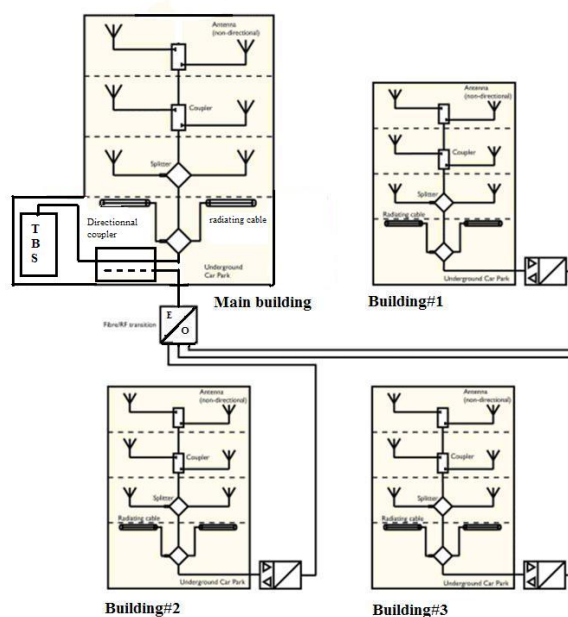 Antenna
(non-directional)
Coupler
Splitter
Directionnal
coupler
radiating cable
T
B
S
Underground
Car Park
Main building
E
O
Fibre/RF transition
Antenna
(non-directional)
Coupler
Splitter
Radiating cable
Underground Car Park
Building#1
Antenna
(non-directional)
Coupler
Splitter
Radiating cable
Underground Car Park
Building#2
Antenna
(non-directional)
Coupler
Splitter
Radiating cable
Underground Car Park
Building#3